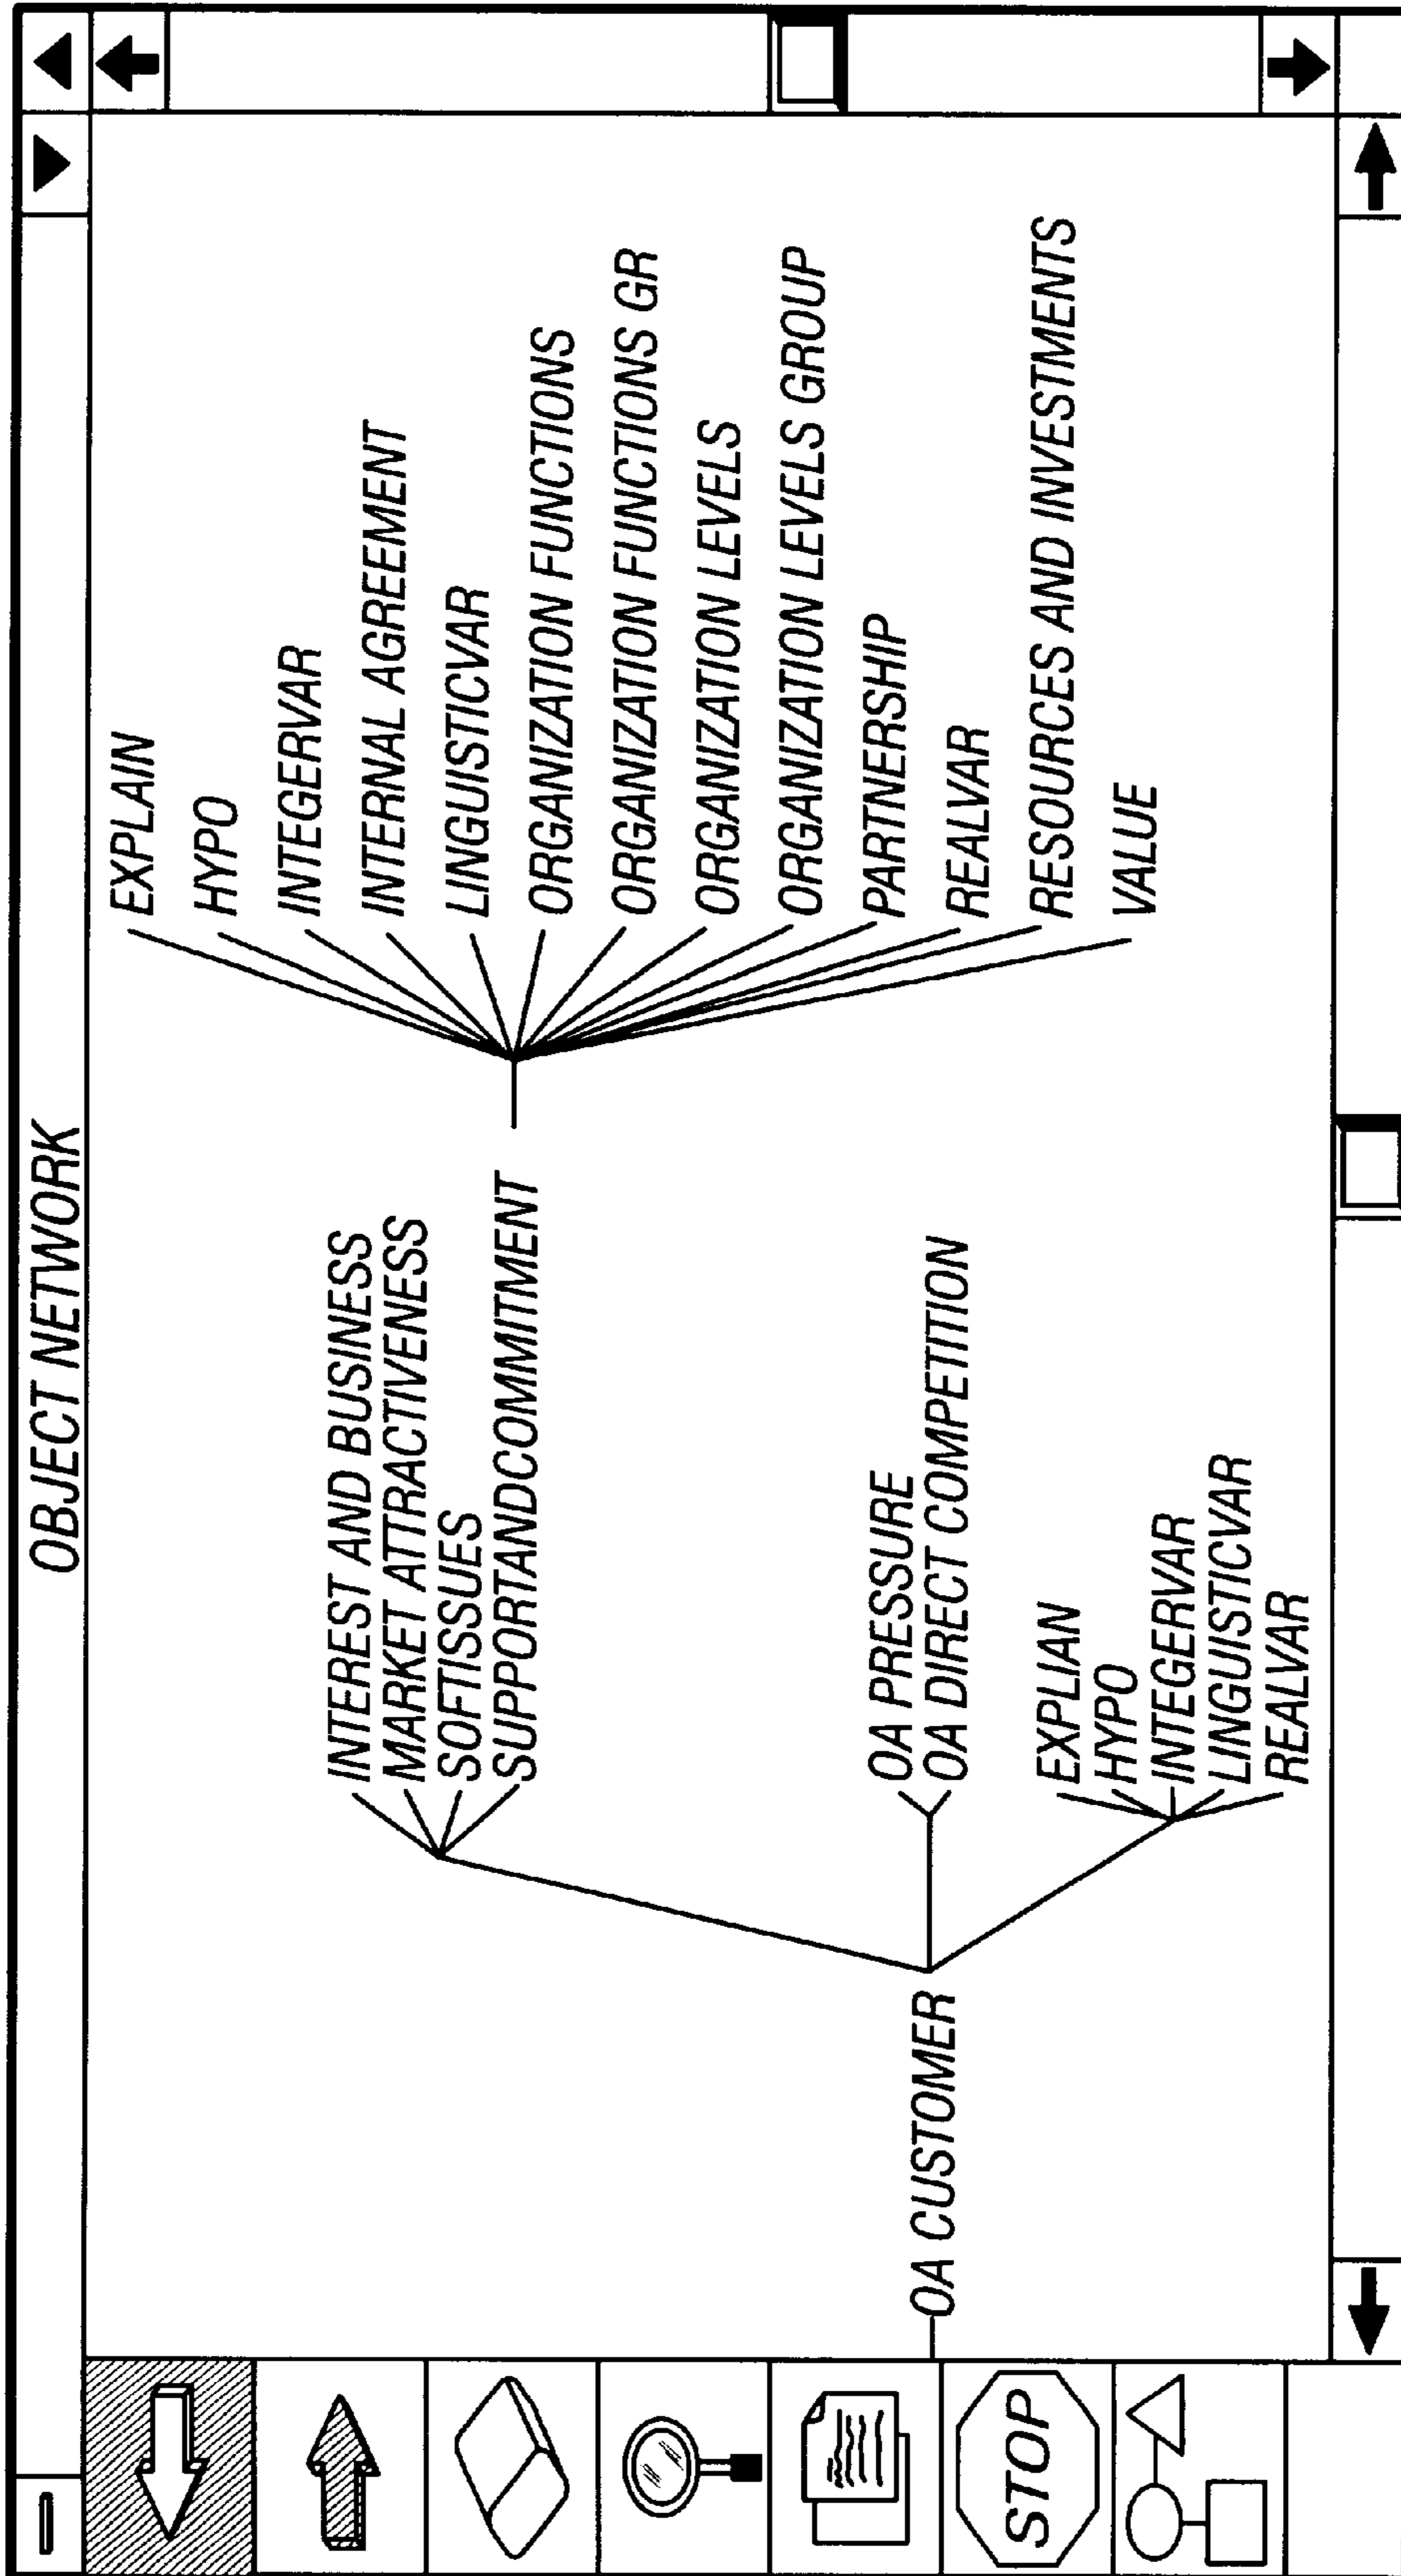 OBJECT NETWORK
EXPLAIN
HYPO
INTEGERVAR
INTERNAL AGREEMENT
LINGUISTICVAR
ORGANIZATION FUNCTIONS
ORGANIZATION FUNCTIONS GR
ORGANIZATION LEVELS
ORGANIZATION LEVELS GROUP
PARTNERSHIP
REALVAR
RESOURCES AND INVESTMENTS
VALUE
INTEREST AND BUSINESS
MARKET ATTRACTIVENESS
SOFTISSUES
SUPPORTANDCOMMITMENT
OA PRESSURE
OA DIRECT COMPETITION
EXPLIAN
HYPO
INTEGERVAR
LINGUISTICVAR
REALVAR
OA CUSTOMER
STOP